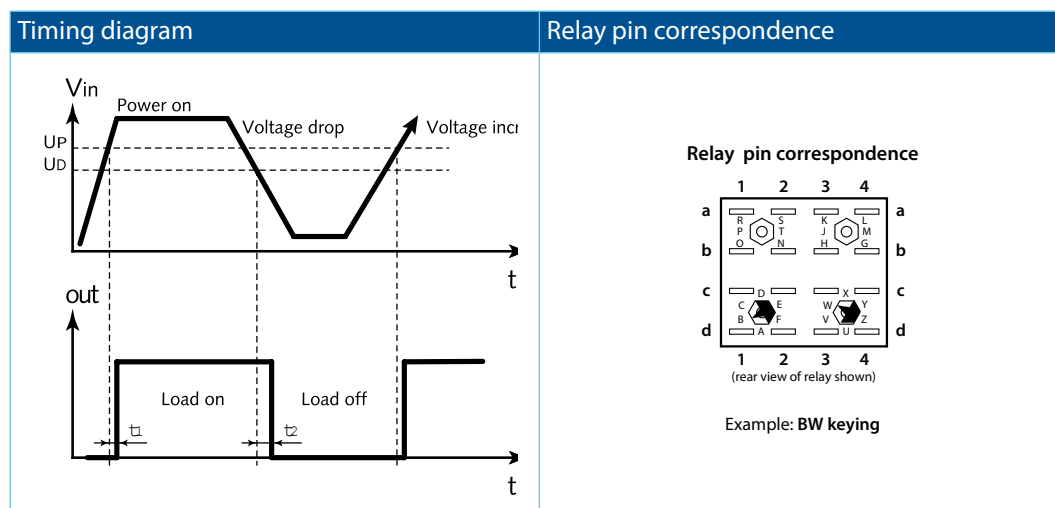 Timing diagram
Relay pin correspondence
Vin
Power on
Voltage drop
Voltage incr
UP
UD
t
out
Load on
Load off
t1
t2
t
Relay pin correspondence
1 2 3 4
a R S K L a
P T J M
b O N H G b
c D X c
C E W Y
B F V Z
d A U d
1 2 3 4
(rear view of relay shown)
Example: BW keying